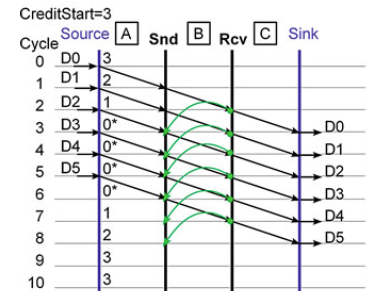 CreditStart=3
Cycle Source A Snd B Rcv C Sink
0 D0 3
1 D1 2
2 D2 1
3 D3 0* D0
4 D4 0* D1
5 D5 0* D2
6 0* D3
7 1 D4
8 2 D5
9 3
10 3